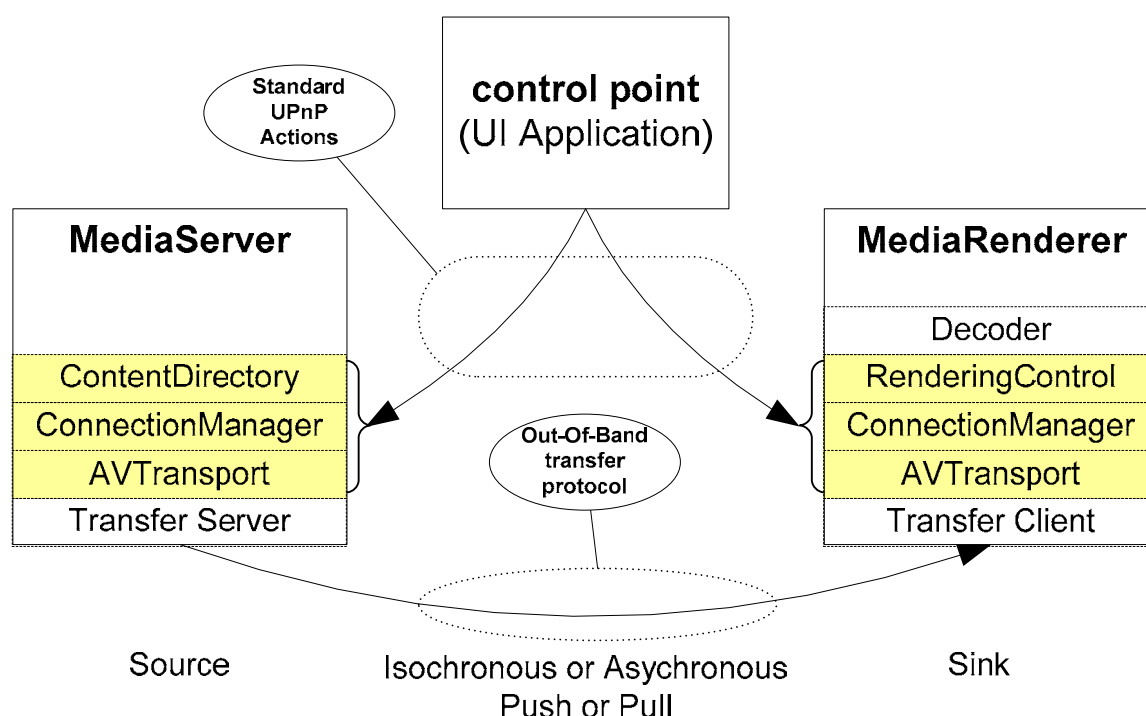 Standard
UPnP
Actions
control point
(UI Application)
MediaServer
ContentDirectory
ConnectionManager
AVTransport
Transfer Server
MediaRenderer
Decoder
RenderingControl
ConnectionManager
AVTransport
Transfer Client
Out-Of-Band
transfer
protocol
Source
Isochronous or Asychronous
Push or Pull
Sink